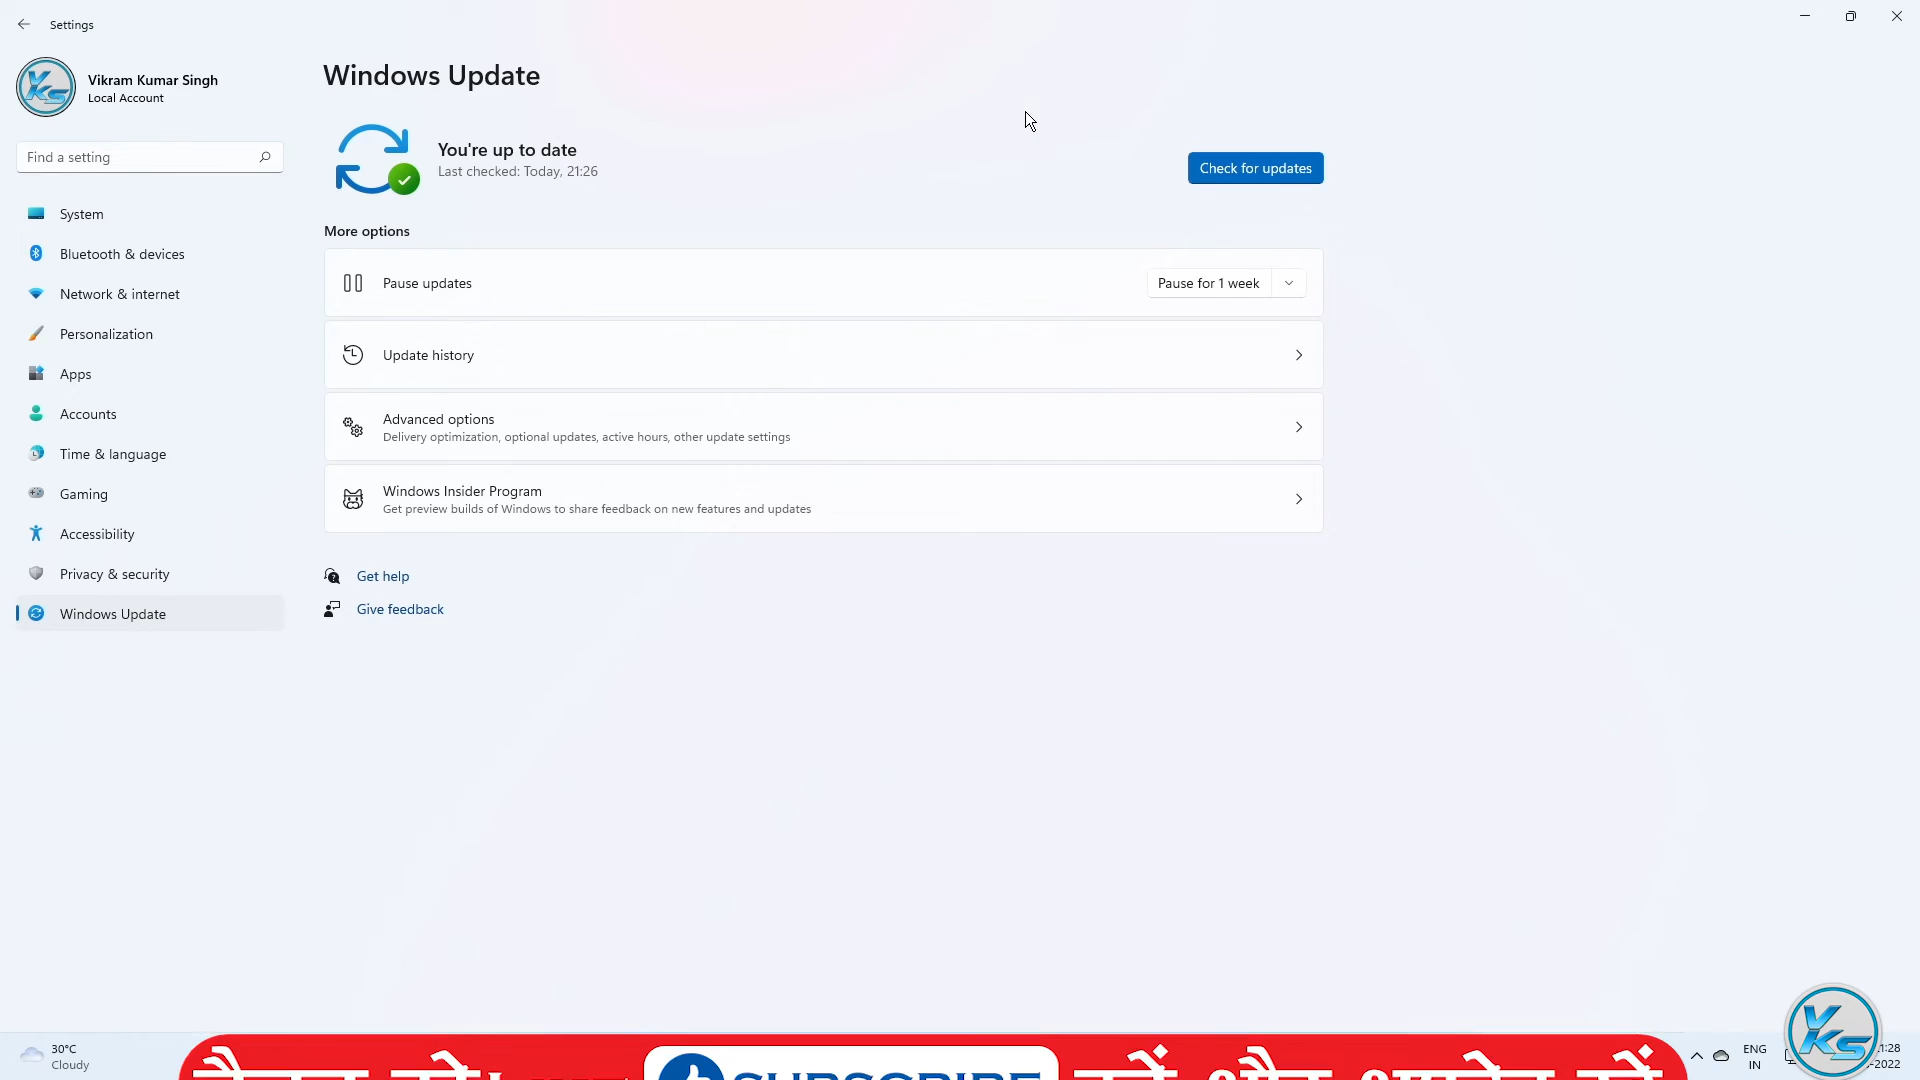 Settings
Vikram Kumar Singh
Local Account
Find a setting
System
Bluetooth & devices
Network & internet
Personalization
Apps
Accounts
Time & language
Gaming
Accessibility
Privacy & security
Windows Update
Windows Update
You're up to date
Last checked: Today, 21:26
Check for updates
More options
Pause updates
Pause for 1 week
Update history
Advanced options
Delivery optimization, optional updates, active hours, other update settings
Windows Insider Program
Get preview builds of Windows to share feedback on new features and updates
Get help
Give feedback
30°C
Cloudy
SUBSCRIBE
ENG
IN
VKS